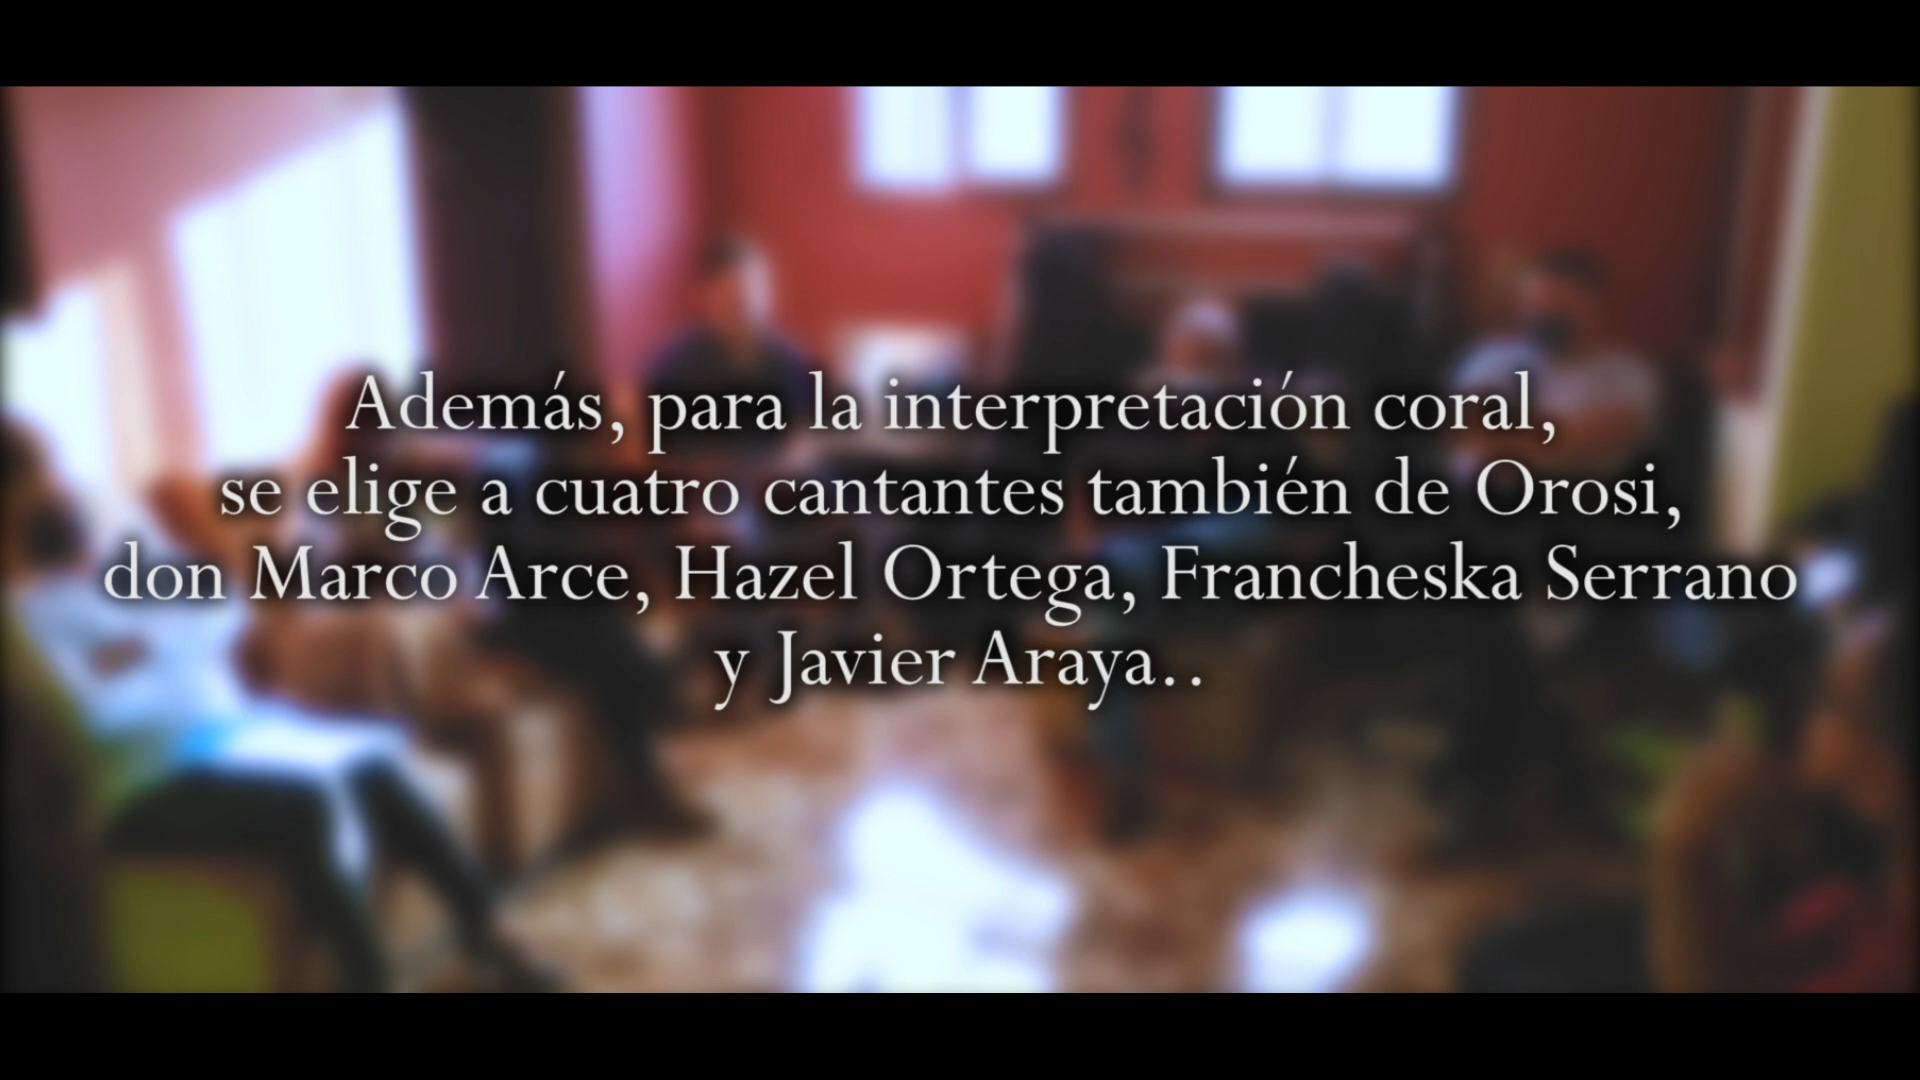 Además, para la interpretación coral,
se elige a cuatro cantantes también de Orosi,
don Marco Arce, Hazel Ortega, Francheska Serrano
y Javier Araya..